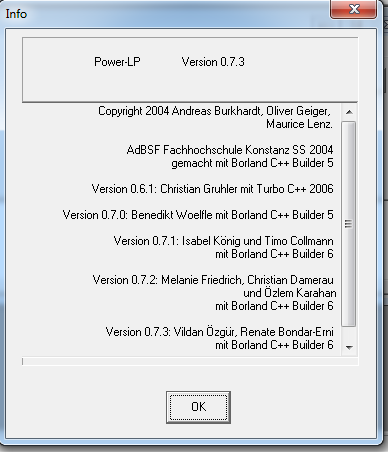 Info
Power-LP Version 0.7.3
Copyright 2004 Andreas Burkhardt, Oliver Geiger,
Maurice Lenz.
AdBSF Fachhochschule Konstanz SS 2004
gemacht mit Borland C++ Builder 5
Version 0.6.1: Christian Gruhler mit Turbo C++ 2006
Version 0.7.0: Benedikt Woelfle mit Borland C++ Builder 5
Version 0.7.1: Isabel König und Timo Collmann
mit Borland C++ Builder 6
Version 0.7.2: Melanie Friedrich, Christian Damerau
und Özlem Karahan
mit Borland C++ Builder 6
Version 0.7.3: Vildan Özgür, Renate Bondar-Erni
mit Borland C++ Builder 6
OK